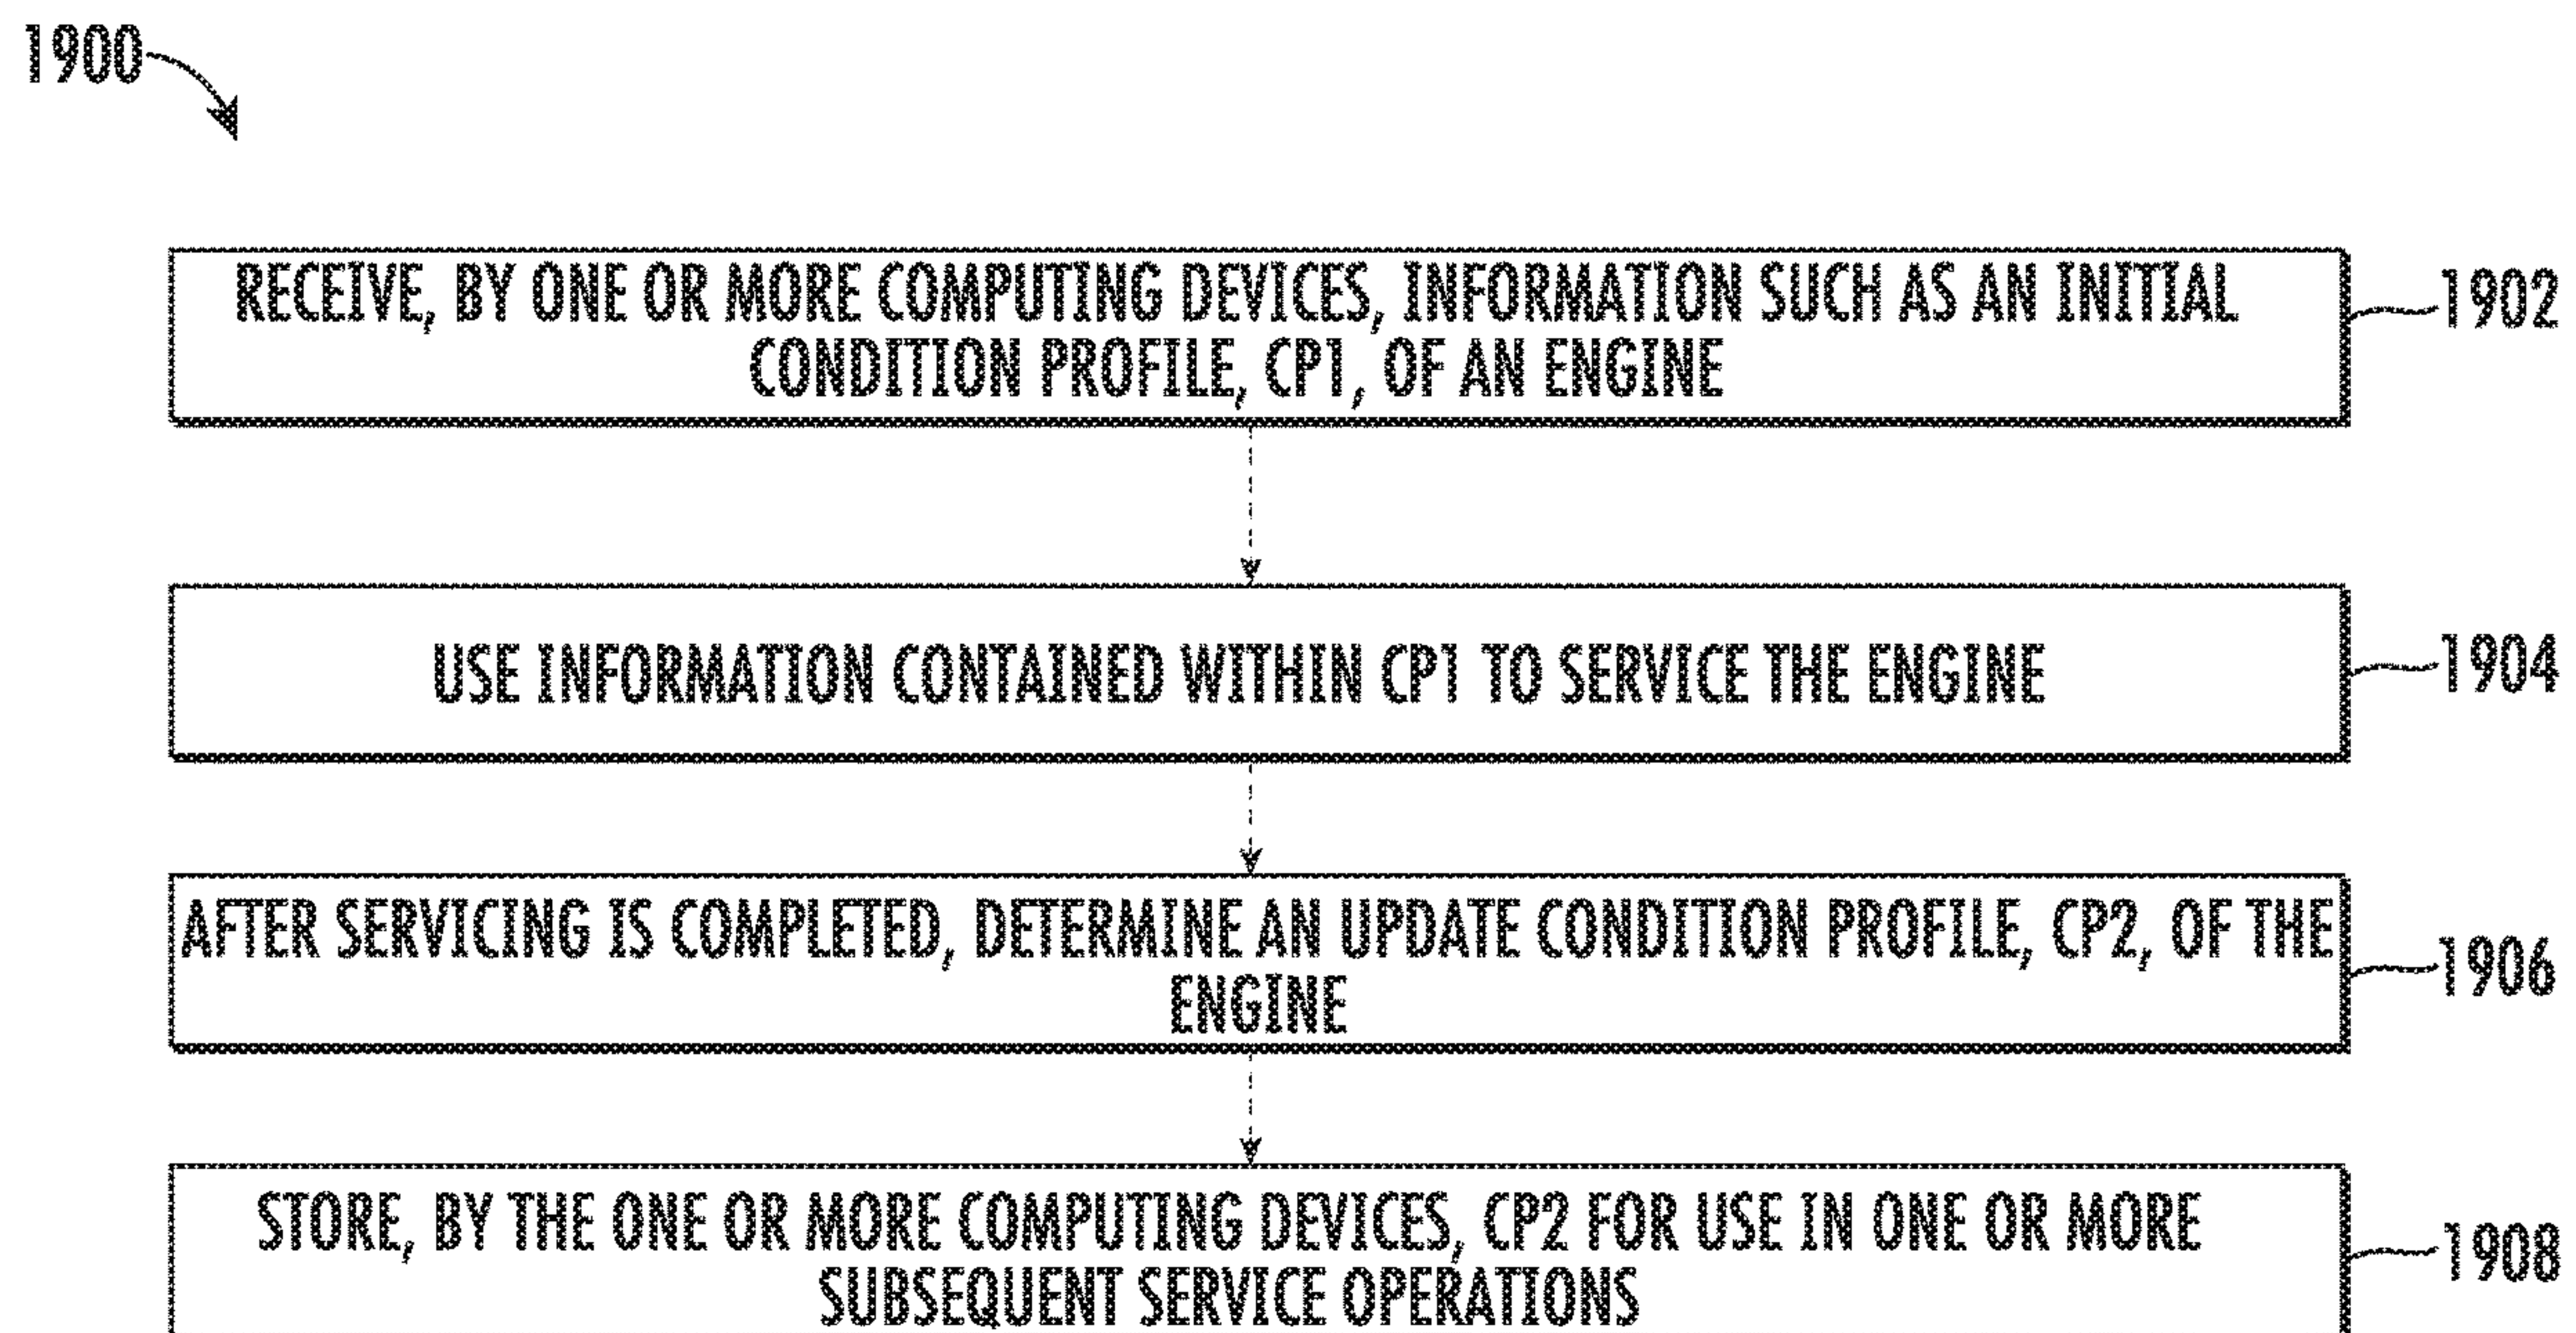 1900
RECEIVE, BY ONE OR MORE COMPUTING DEVICES, INFORMATION SUCH AS AN INITIAL
CONDITION PROFILE, CP1, OF AN ENGINE
1902
USE INFORMATION CONTAINED WITHIN CP1 TO SERVICE THE ENGINE
1904
AFTER SERVICING IS COMPLETED, DETERMINE AN UPDATE CONDITION PROFILE, CP2, OF THE
ENGINE
1906
STORE, BY THE ONE OR MORE COMPUTING DEVICES, CP2 FOR USE IN ONE OR MORE
SUBSEQUENT SERVICE OPERATIONS
1908